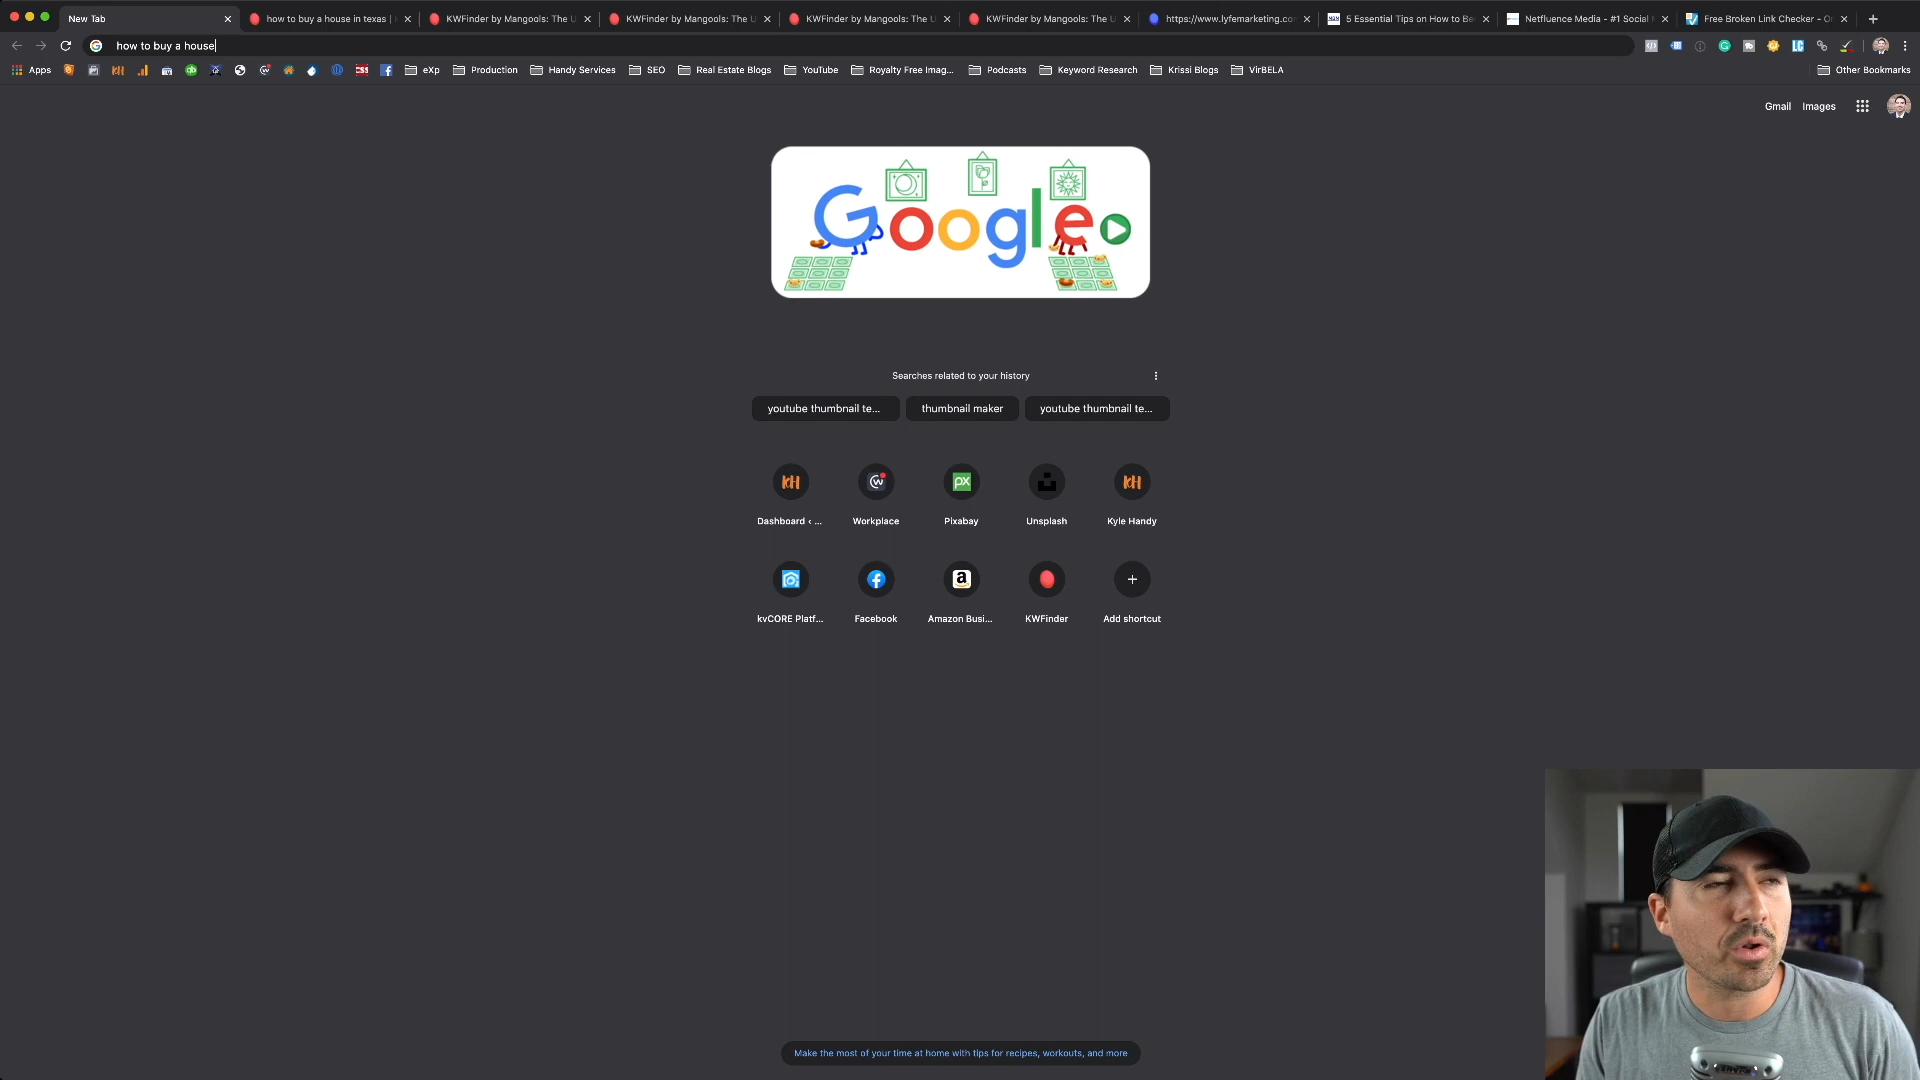 New Tab
how to buy a house in texas |
KWFinder by Mangools: The U
KWFinder by Mangools: The U
KWFinder by Mangools: The U
KWFinder by Mangools: The U
https://www.lyfemarketing.co
5 Essential Tips on How to Be
Netfluence Media - #1 Social
Free Broken Link Checker - O
how to buy a house
Apps
eXp
Production
Handy Services
SEO
Real Estate Blogs
YouTube
Royalty Free Imag...
Podcasts
Keyword Research
Krissi Blogs
VirBELA
Other Bookmarks
Gmail
Images
Google
Searches related to your history
youtube thumbnail te...
thumbnail maker
youtube thumbnail te...
Dashboard ‹ ...
Workplace
Pixabay
Unsplash
Kyle Handy
kvCORE Platf...
Facebook
Amazon Busi...
KWFinder
Add shortcut
Make the most of your time at home with tips for recipes, workouts, and more